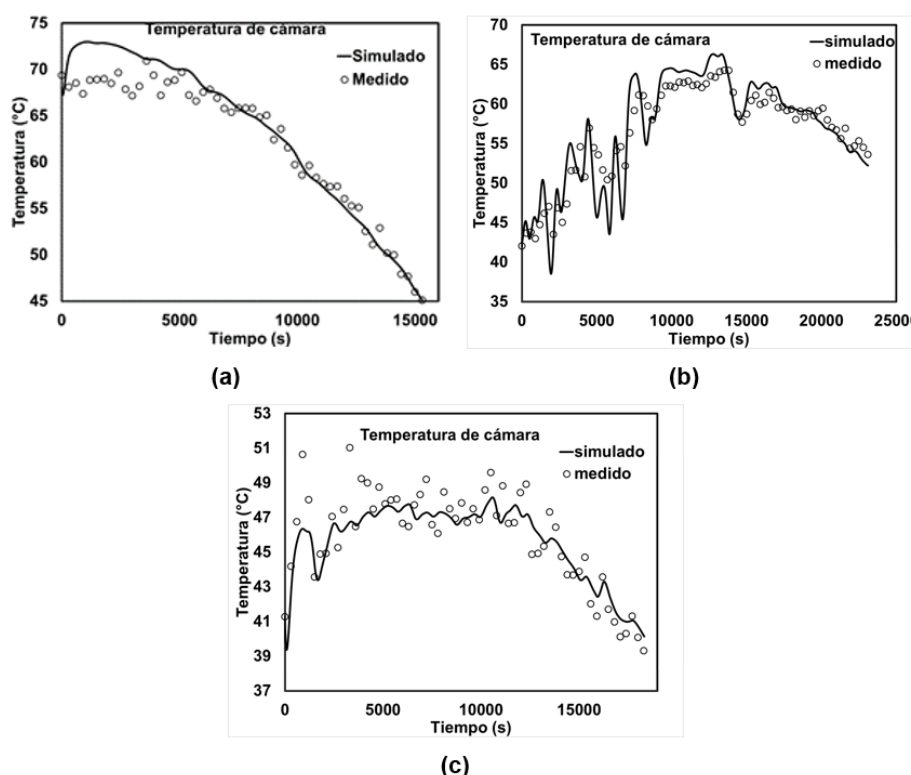 Temperatura de cámara
Simulado
Medido
Temperatura (°C)
75
70
65
60
55
50
45
0
5000
10000
15000
Tiempo (s)
(a)
Temperatura de cámara
simulado
medido
Temperatura (°C)
70
65
60
55
50
45
40
35
0
5000
10000
15000
20000
25000
Tiempo (s)
(b)
Temperatura de cámara
simulado
medido
Temperatura (°C)
53
51
49
47
45
43
41
39
37
0
5000
10000
15000
Tiempo (s)
(c)